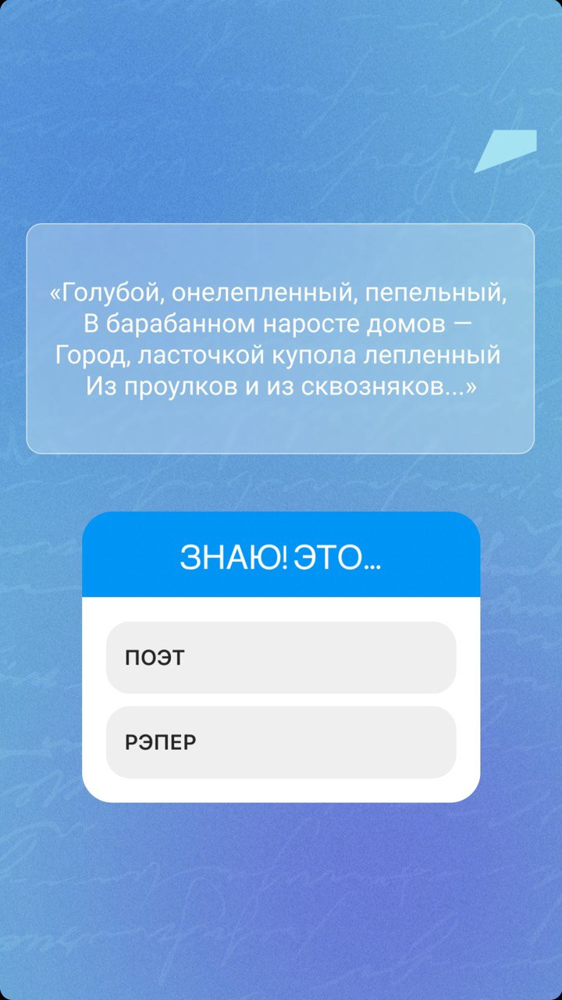 «Голубой, онелепленный, пепельный,
В барабанном наросте домов —
Город, ласточкой купола лепленный
Из проулков и из сквозняков...»
ЗНАЮ! ЭТО...
ПОЭТ
РЭПЕР